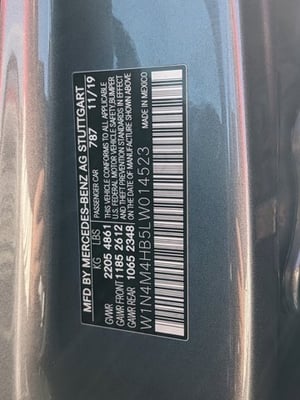 MFD BY MERCEDES-BENZ AG STUTTGART
KG LBS PASSENGER CAR 787 11/19
GVWR 2205 4861 THIS VEHICLE CONFORMS TO ALL APPLICABLE
GAWR FRONT 1185 2612 U.S. FEDERAL MOTOR VEHICLE SAFETY, BUMPER,
AND THEFT PREVENTION STANDARDS IN EFFECT
GAWR REAR 1065 2348 ON THE DATE OF MANUFACTURE SHOWN ABOVE
MADE IN MEXICO
W1N4M4HB5LW014523